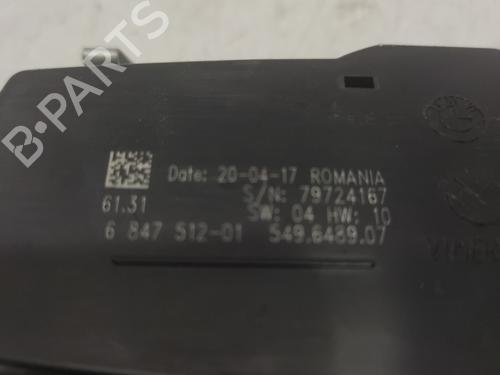 B-PARTS
Date: 20-04-17 ROMANIA
S/N: 79724167
61.31 SW: 04 HW: 10
6 847 512-01 549.6489.07